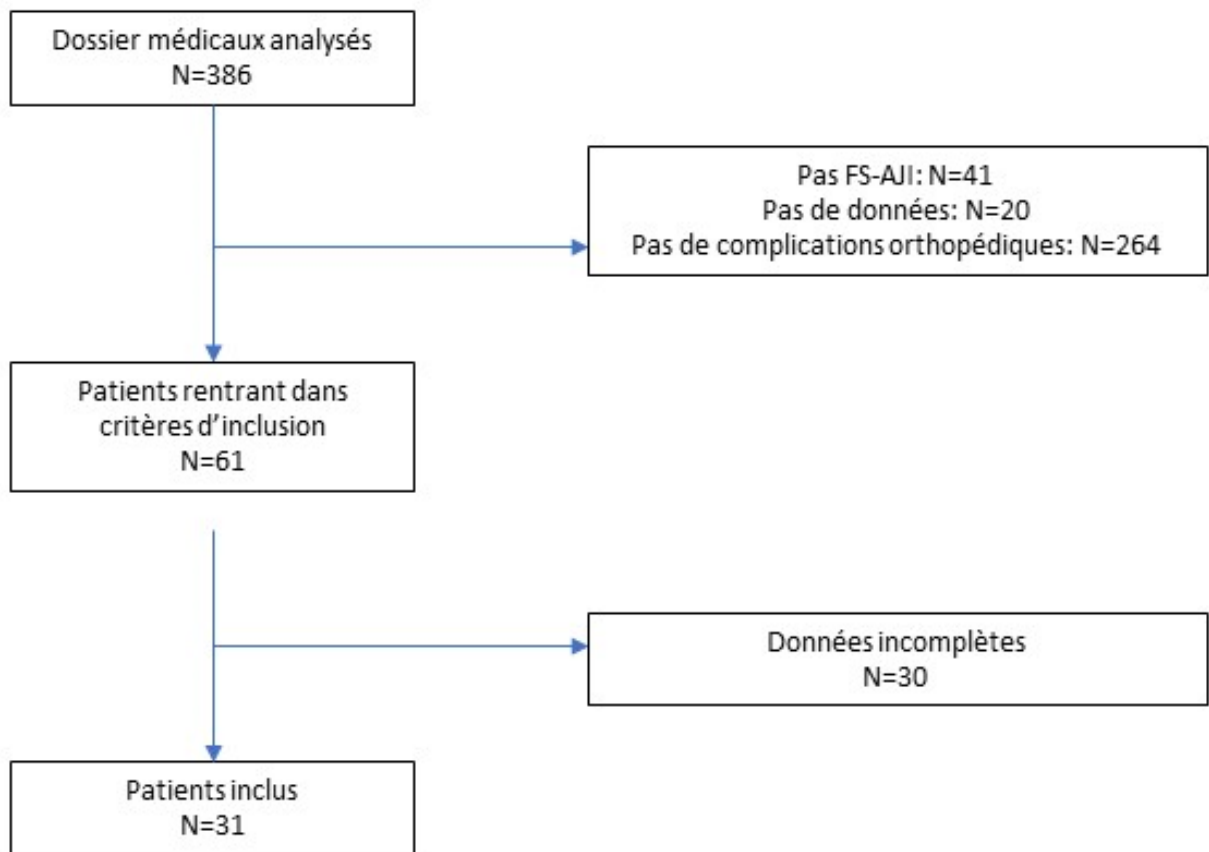 Dossier médicaux analysés
N=386
Pas FS-AJI: N=41
Pas de données: N=20
Pas de complications orthopédiques: N=264
Patients rentrant dans
critères d’inclusion
N=61
Données incomplètes
N=30
Patients inclus
N=31